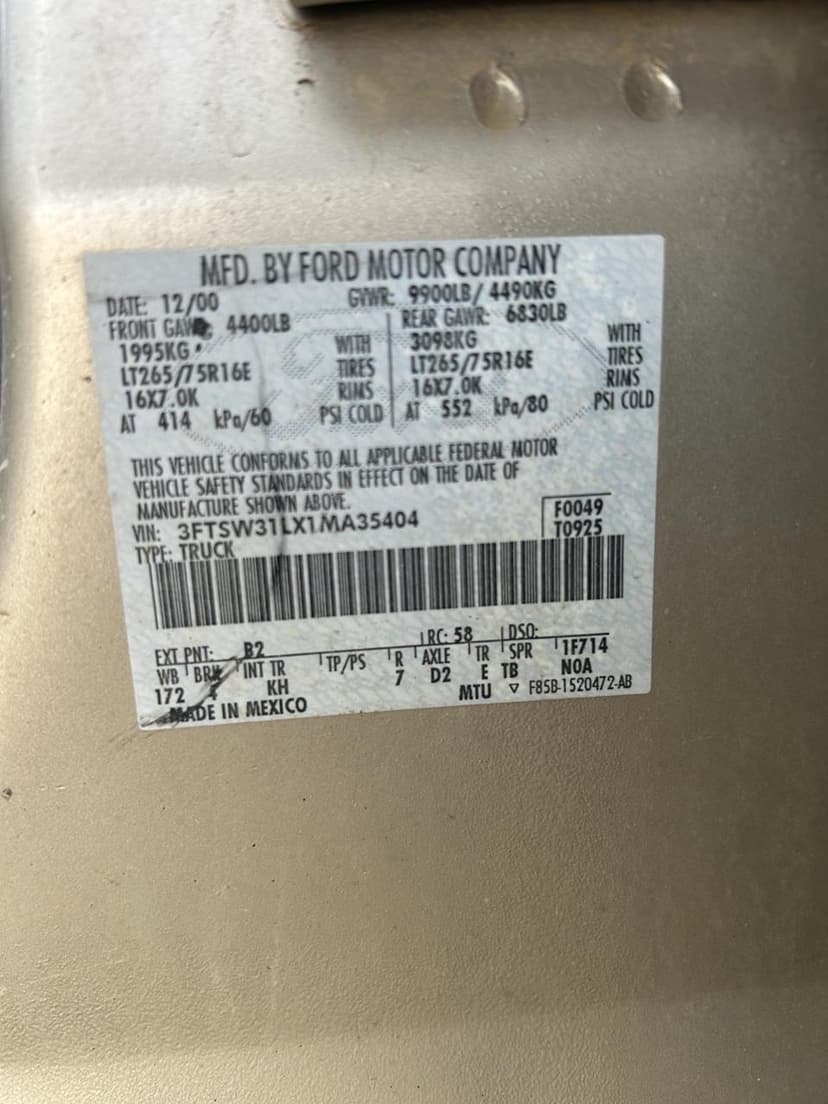 MFD. BY FORD MOTOR COMPANY
DATE: 12/00 GVWR: 9900LB/ 4490KG
FRONT GAWR: 4400LB REAR GAWR: 6830LB
1995KG WITH 3098KG WITH
LT265/75R16E TIRES LT265/75R16E TIRES
16X7.0K RIMS 16X7.0K RIMS
AT 414 kPa/60 PSI COLD AT 552 kPa/80 PSI COLD
THIS VEHICLE CONFORMS TO ALL APPLICABLE FEDERAL MOTOR
VEHICLE SAFETY STANDARDS IN EFFECT ON THE DATE OF
MANUFACTURE SHOWN ABOVE.
VIN: 3FTSW31LX1MA35404 F0049
TYPE: TRUCK T0925
EXT PNT: B2 RC: 58 DSO:
WB BRK INT TR TP/PS R AXLE TR SPR 1F714
172 KH 7 D2 E TB N0A
MADE IN MEXICO MTU ▽ F85B-1520472-AB